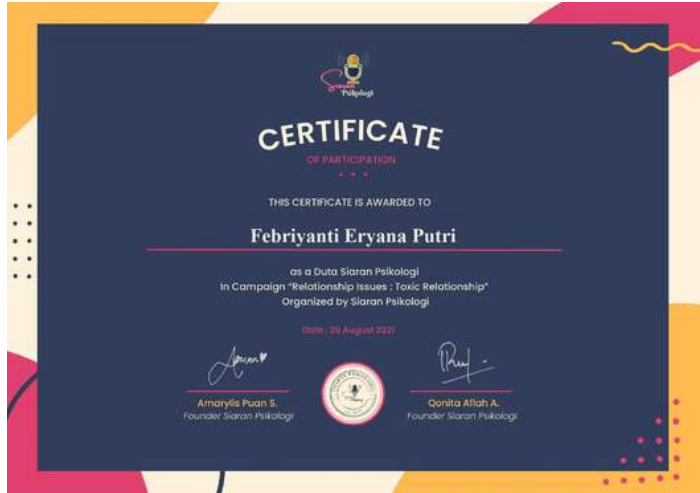 Siaran
Psikologi
CERTIFICATE
OF PARTICIPATION
THIS CERTIFICATE IS AWARDED TO
Febriyanti Eryana Putri
as a Duta Siaran Psikologi
In Campaign "Relationship Issues ; Toxic Relationship"
Organized by Siaran Psikologi
Date : 29 August 2021
Amarylis Puan S.
Founder Siaran Psikologi
Qonita Aflah A.
Founder Siaran Psikologi